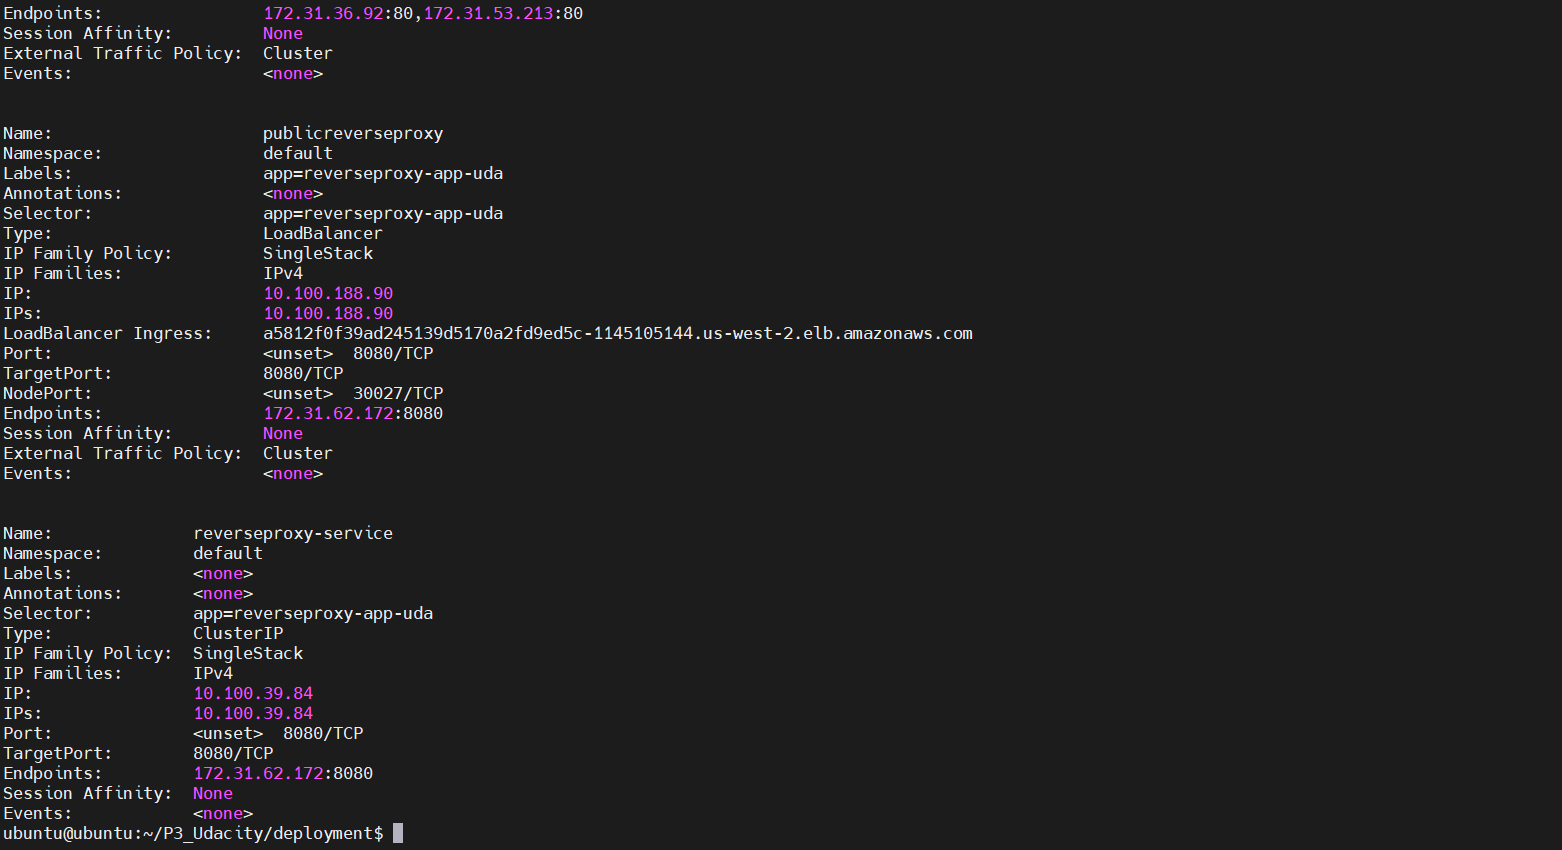 Endpoints:                172.31.36.92:80,172.31.53.213:80
Session Affinity:         None
External Traffic Policy:  Cluster
Events:                   <none>
Name:                     publicreverseproxy
Namespace:                default
Labels:                   app=reverseproxy-app-uda
Annotations:              <none>
Selector:                 app=reverseproxy-app-uda
Type:                     LoadBalancer
IP Family Policy:         SingleStack
IP Families:              IPv4
IP:                       10.100.188.90
IPs:                      10.100.188.90
LoadBalancer Ingress:     a5812f0f39ad245139d5170a2fd9ed5c-1145105144.us-west-2.elb.amazonaws.com
Port:                     <unset>  8080/TCP
TargetPort:               8080/TCP
NodePort:                 <unset>  30027/TCP
Endpoints:                172.31.62.172:8080
Session Affinity:         None
External Traffic Policy:  Cluster
Events:                   <none>
Name:              reverseproxy-service
Namespace:         default
Labels:            <none>
Annotations:       <none>
Selector:          app=reverseproxy-app-uda
Type:              ClusterIP
IP Family Policy:  SingleStack
IP Families:       IPv4
IP:                10.100.39.84
IPs:               10.100.39.84
Port:              <unset>  8080/TCP
TargetPort:        8080/TCP
Endpoints:         172.31.62.172:8080
Session Affinity:  None
Events:            <none>
ubuntu@ubuntu:~/P3_Udacity/deployment$